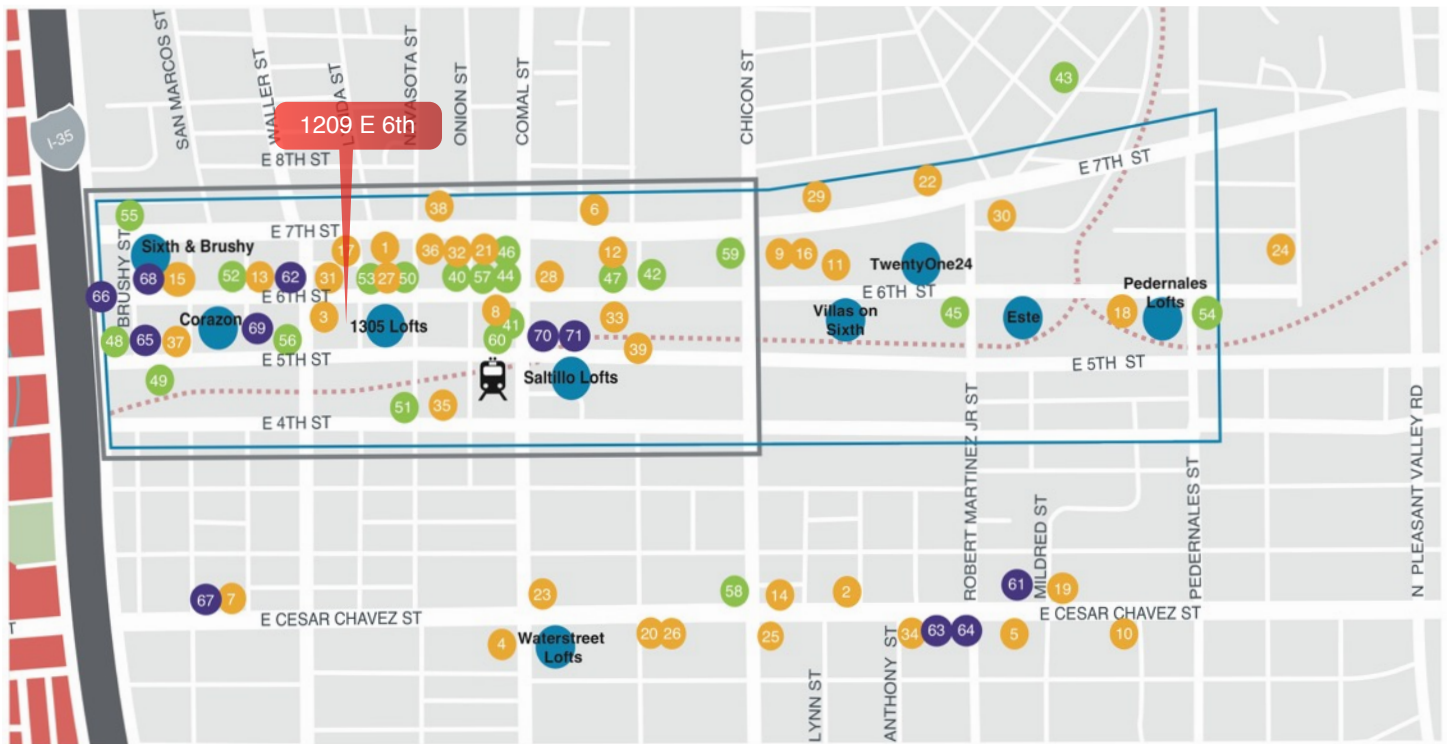 SAN MARCOS ST
WALLER ST
DA ST
ASOTA ST
ONION ST
COMAL ST
CHICON ST
43
I-35
1209 E 6th
E 8TH ST
E 7TH ST
22
29
38
6
30
55
E 7TH ST
Sixth & Brushy
17
1
36
32
21
46
12
59
9
16
11
24
TwentyOne24
BRUSHY ST
68
15
52
13
62
31
53
27
50
40
57
44
28
47
42
66
E 6TH ST
E 6TH ST
Pedernales
Lofts
Corazon
69
3
1305 Lofts
8
41
33
Villas on
Sixth
45
Este
18
54
48
65
37
56
60
70
71
39
E 5TH ST
E 5TH ST
49
Saltillo Lofts
51
35
E 4TH ST
ROBERT MARTINEZ JR ST
MILDRED ST
PEDERNALES ST
N PLEASANT VALLEY RD
67
7
23
58
14
2
61
19
E CESAR CHAVEZ ST
E CESAR CHAVEZ ST
T
4
Waterstreet
Lofts
20
26
25
34
63
64
5
10
LYNN ST
ANTHONY ST